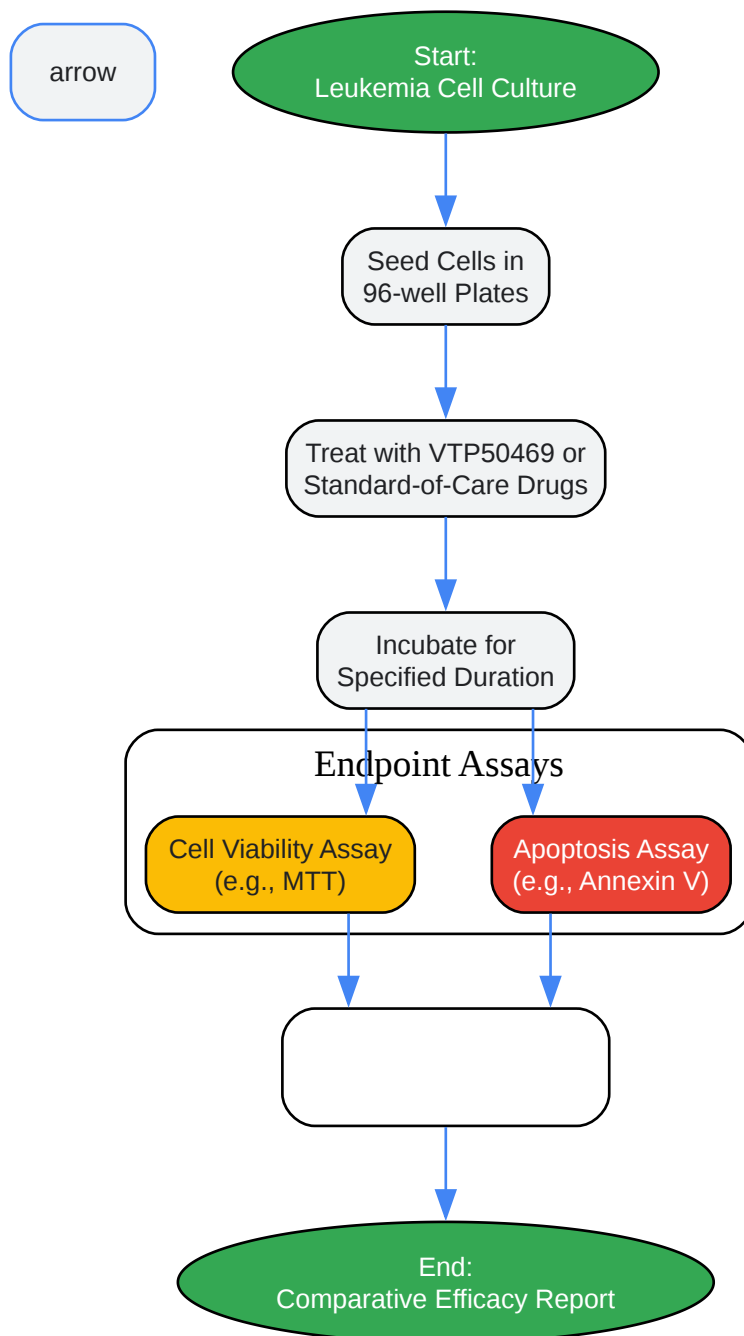 arrow
Start:
Leukemia Cell Culture
Seed Cells in
96-well Plates
Treat with VTP50469 or
Standard-of-Care Drugs
Incubate for
Specified Duration
Endpoint Assays
Cell Viability Assay
(e.g., MTT)
Apoptosis Assay
(e.g., Annexin V)
End:
Comparative Efficacy Report